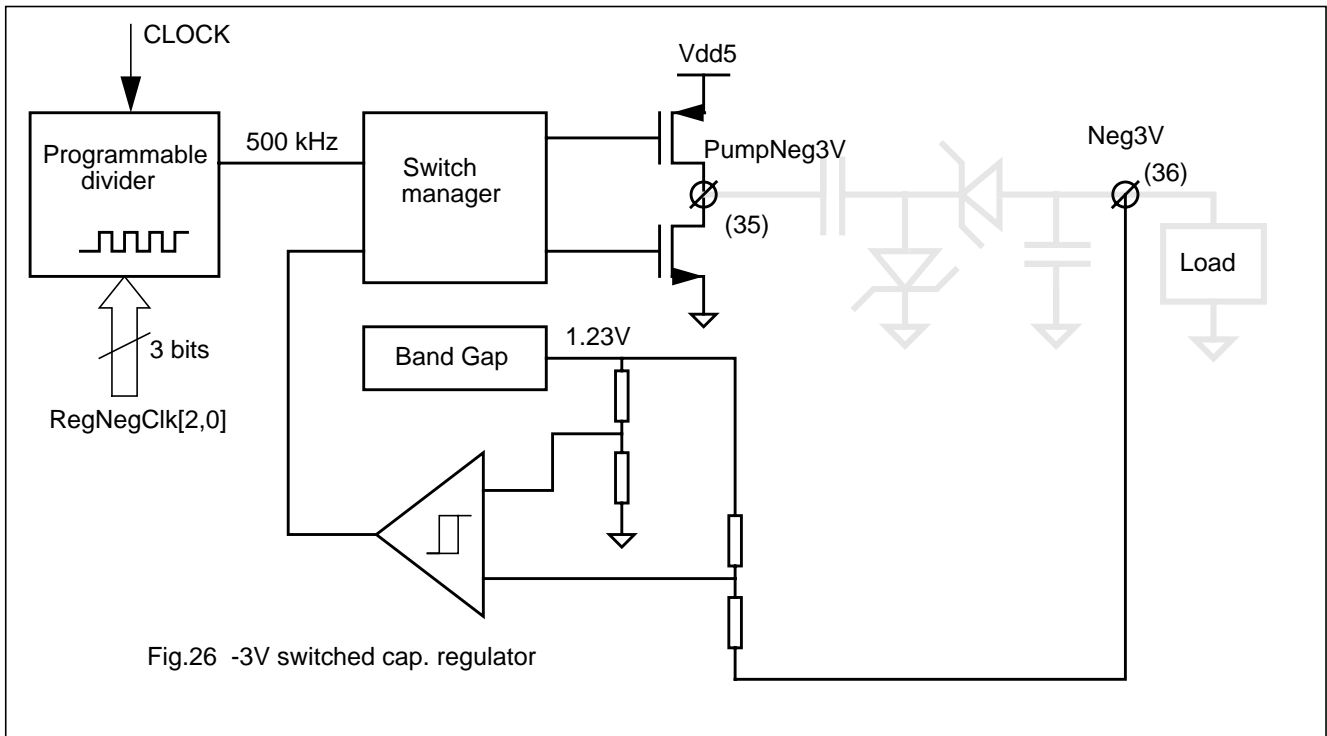 CLOCK
Vdd5
Programmable
divider
500 kHz
Switch
manager
PumpNeg3V
(35)
Neg3V
(36)
Load
3 bits
RegNegClk[2,0]
Band Gap
1.23V
Fig.26 -3V switched cap. regulator